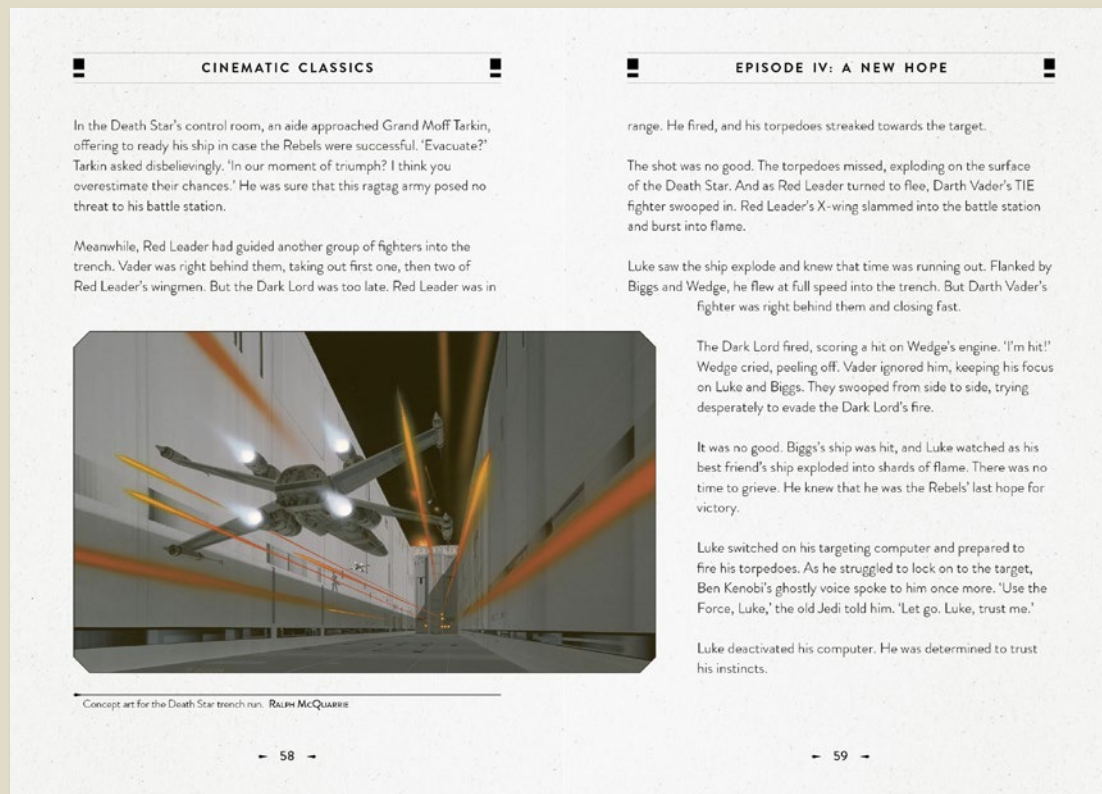 CINEMATIC CLASSICS
In the Death Star's control room, an aide approached Grand Moff Tarkin,
offering to ready his ship in case the Rebels were successful. ‘Evacuate?’
Tarkin asked disbelievingly. ‘In our moment of triumph? I think you
overestimate their chances.’ He was sure that this ragtag army posed no
threat to his battle station.
Meanwhile, Red Leader had guided another group of fighters into the
trench. Vader was right behind them, taking out first one, then two of
Red Leader's wingmen. But the Dark Lord was too late. Red Leader was in
Concept art for the Death Star trench run. RALPH MCQUARRIE
58
EPISODE IV: A NEW HOPE
range. He fired, and his torpedoes streaked towards the target.
The shot was no good. The torpedoes missed, exploding on the surface
of the Death Star. And as Red Leader turned to flee, Darth Vader's TIE
fighter swooped in. Red Leader's X-wing slammed into the battle station
and burst into flame.
Luke saw the ship explode and knew that time was running out. Flanked by
Biggs and Wedge, he flew at full speed into the trench. But Darth Vader's
fighter was right behind them and closing fast.
The Dark Lord fired, scoring a hit on Wedge's engine. ‘I'm hit!’
Wedge cried, peeling off. Vader ignored him, keeping his focus
on Luke and Biggs. They swooped from side to side, trying
desperately to evade the Dark Lord's fire.
It was no good. Biggs's ship was hit, and Luke watched as his
best friend's ship exploded into shards of flame. There was no
time to grieve. He knew that he was the Rebels' last hope for
victory.
Luke switched on his targeting computer and prepared to
fire his torpedoes. As he struggled to lock on to the target,
Ben Kenobi's ghostly voice spoke to him once more. ‘Use the
Force, Luke,’ the old Jedi told him. ‘Let go. Luke, trust me.’
Luke deactivated his computer. He was determined to trust
his instincts.
59